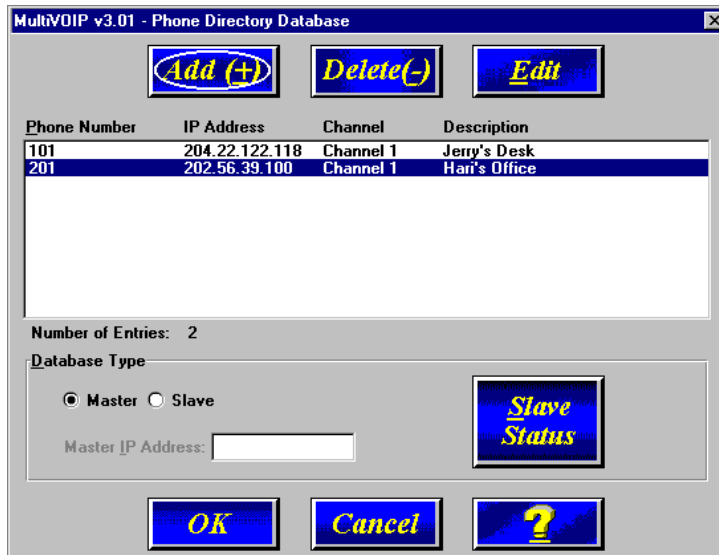 MultiVOIP v3.01 - Phone Directory Database
Add (+) Delete(-) Edit
Phone Number IP Address Channel Description
101 204.22.122.118 Channel 1 Jerry's Desk
201 202.56.39.100 Channel 1 Hari's Office
Number of Entries: 2
Database Type
Master Slave
Master IP Address:
Slave
Status
OK Cancel ?